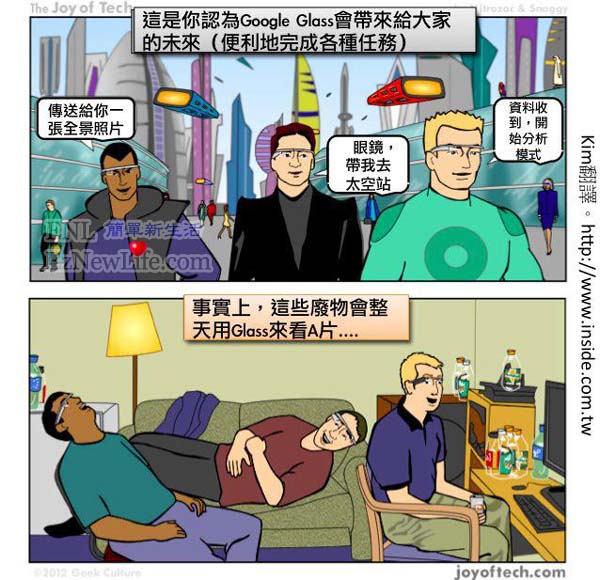 The Joy of Tech
Nitrozac & Snaggy
這是你認為Google Glass會帶來給大家
的未來（便利地完成各種任務）
傳送給你一
張全景照片
眼鏡，
帶我去
太空站
資料收
到，開
始分析
模式
ENL 簡單新生活
EzNewLife.com
Kim翻譯。http://www.inside.com.tw
事實上，這些廢物會整
天用Glass來看A片....
©2012 Geek Culture
joyoftech.com